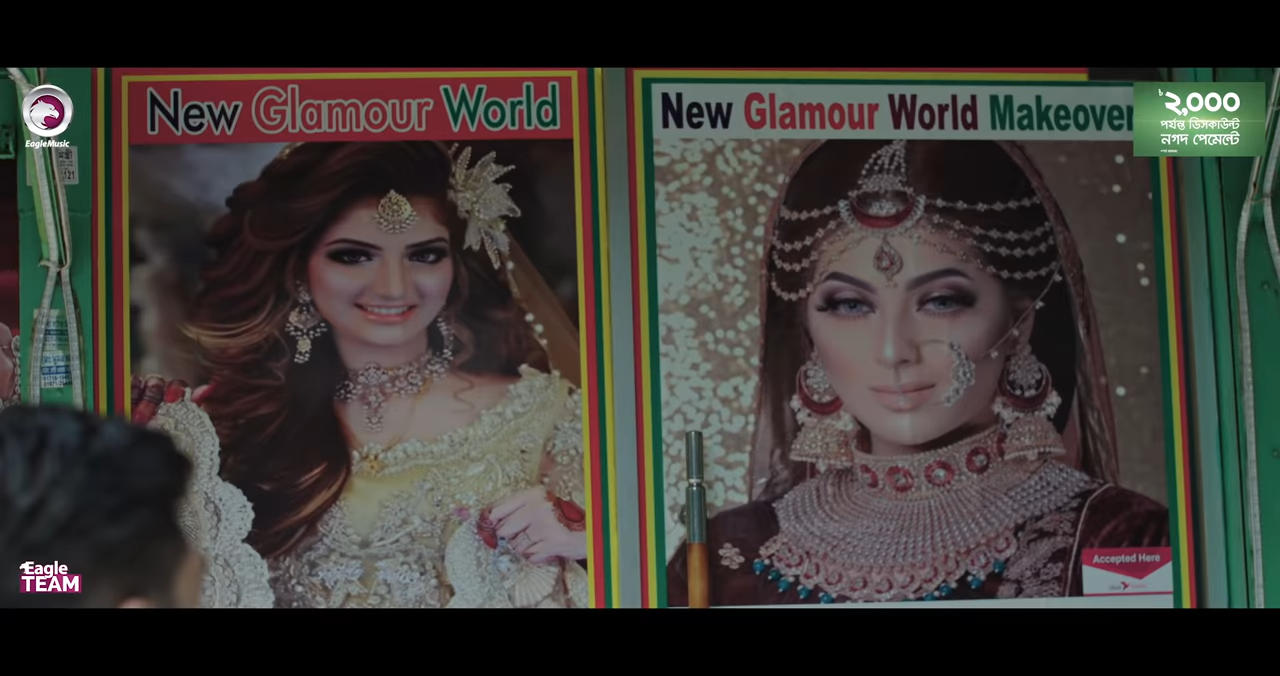 New Glamour World
New Glamour World Makeover
EagleMusic
৳২,০০০
পর্যন্ত ডিসকাউন্ট
নগদ পেমেন্টে
121
Accepted Here
Eagle
TEAM